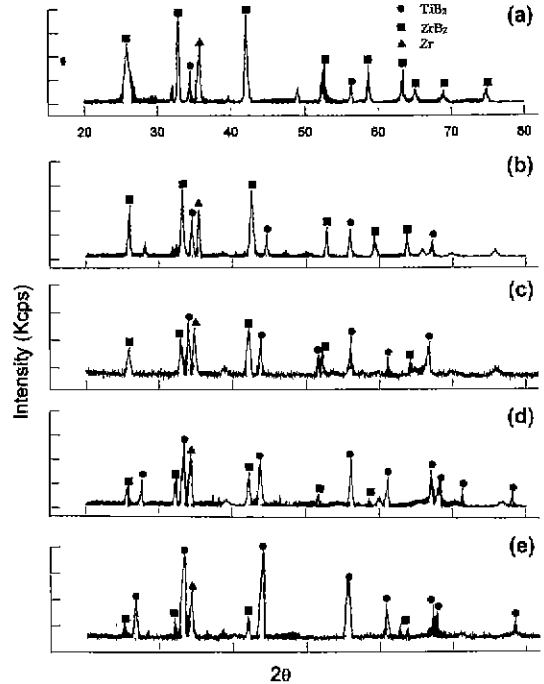 TiB₂
(a)
ZrB₂
Zr
20 30 40 50 60 70 80
(b)
(c)
Intensity (Kcps)
(d)
(e)
2θ